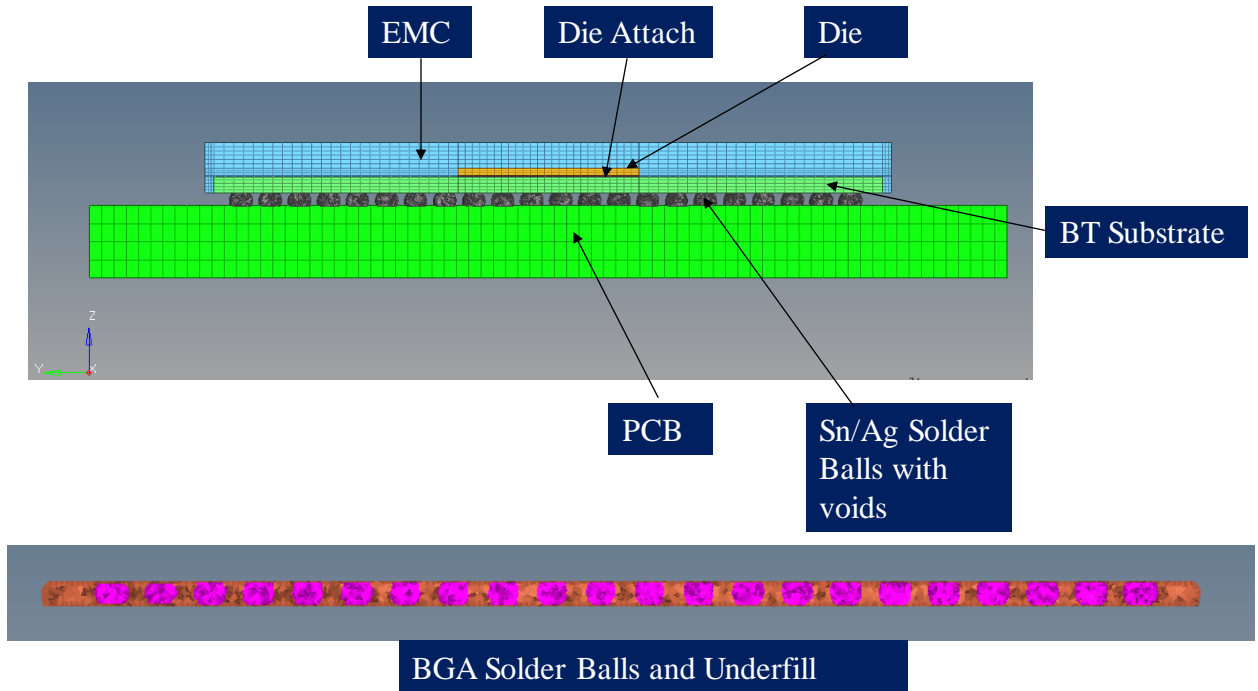 EMC
Die Attach
Die
BT Substrate
Z
Y
X
PCB
Sn/Ag Solder
Balls with
voids
BGA Solder Balls and Underfill